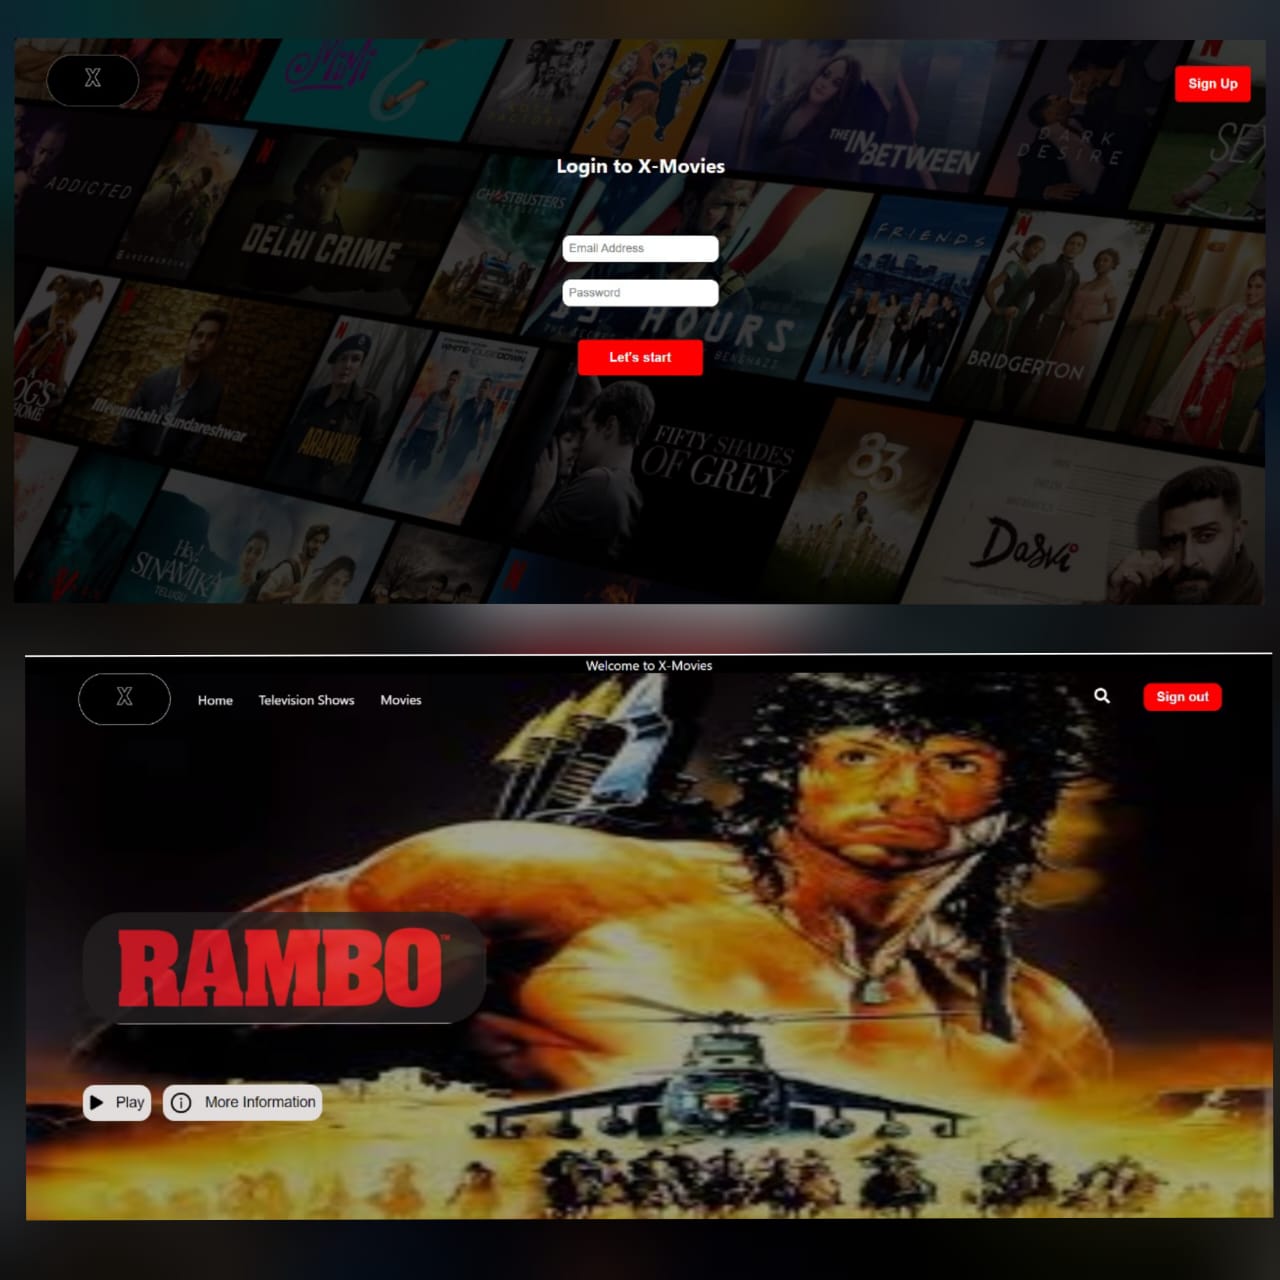 X
Sign Up
Login to X-Movies
Email Address
Password
Let's start
THE IN BETWEEN
DARK DESIRE
ADDICTED
DELHI CRIME
GHOSTBUSTERS
FRIENDS
HOURS
BRIDGERTON
WHITE HOUSE DOWN
Meenakshi Sundareshwar
ARANYAK
FIFTY SHADES
OF GREY
83
Dasvi
Hey!
SINAMIKA
TELUGU
Welcome to X-Movies
X
Home
Television Shows
Movies
Sign out
RAMBO™
Play
More Information